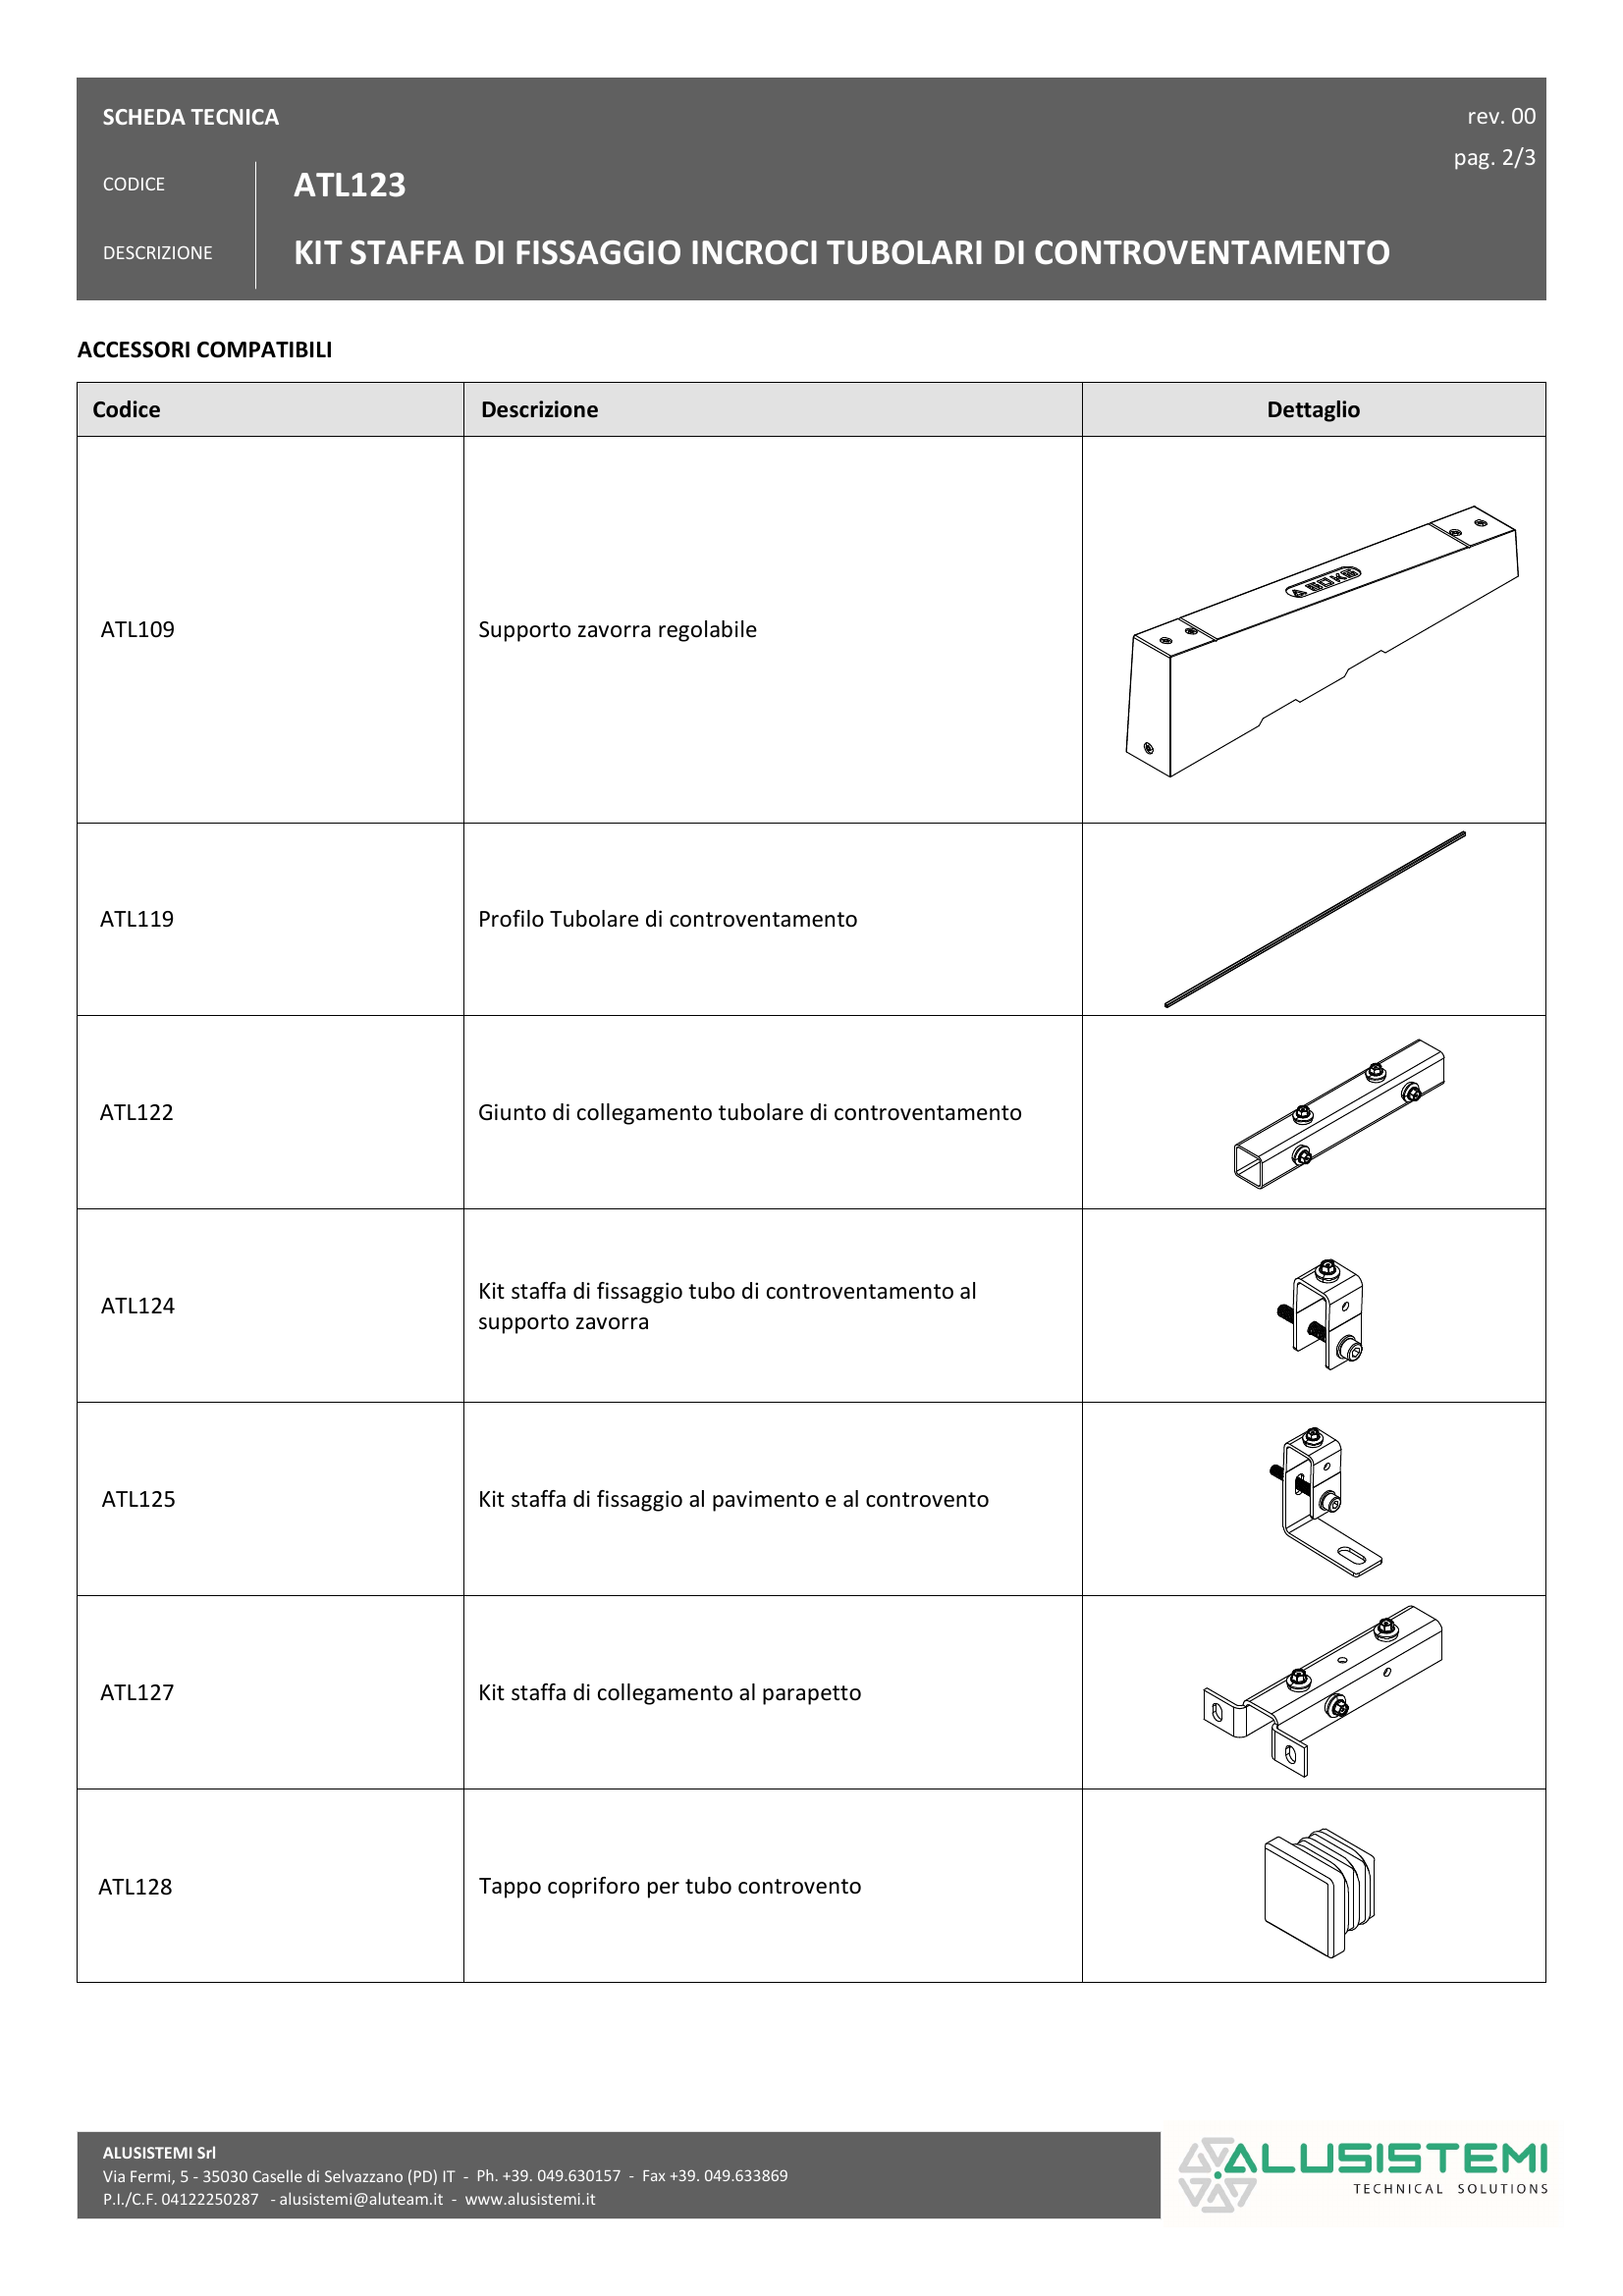 SCHEDA TECNICA
rev. 00
pag. 2/3
CODICE
ATL123
DESCRIZIONE
KIT STAFFA DI FISSAGGIO INCROCI TUBOLARI DI CONTROVENTAMENTO
ACCESSORI COMPATIBILI
Codice Descrizione Dettaglio
ATL109 Supporto zavorra regolabile
ATL119 Profilo Tubolare di controventamento
ATL122 Giunto di collegamento tubolare di controventamento
ATL124 Kit staffa di fissaggio tubo di controventamento al
supporto zavorra
ATL125 Kit staffa di fissaggio al pavimento e al controvento
ATL127 Kit staffa di collegamento al parapetto
ATL128 Tappo copriforo per tubo controvento
ALUSISTEMI Srl
Via Fermi, 5 - 35030 Caselle di Selvazzano (PD) IT - Ph. +39. 049.630157 - Fax +39. 049.633869
P.I./C.F. 04122250287 - alusistemi@aluteam.it - www.alusistemi.it
ALUSISTEMI
TECHNICAL SOLUTIONS